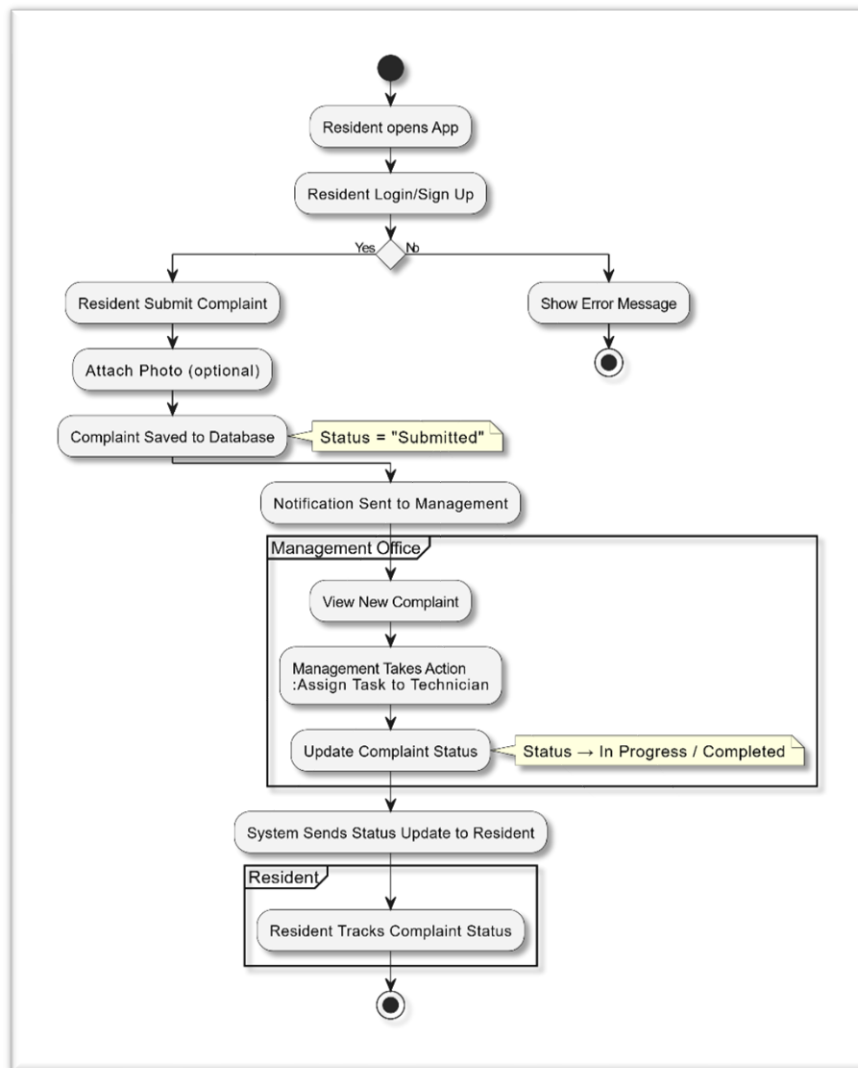 Resident opens App
Resident Login/Sign Up
Yes
No
Resident Submit Complaint
Show Error Message
Attach Photo (optional)
Complaint Saved to Database
Status = "Submitted"
Notification Sent to Management
Management Office
View New Complaint
Management Takes Action
:Assign Task to Technician
Update Complaint Status
Status → In Progress / Completed
System Sends Status Update to Resident
Resident
Resident Tracks Complaint Status